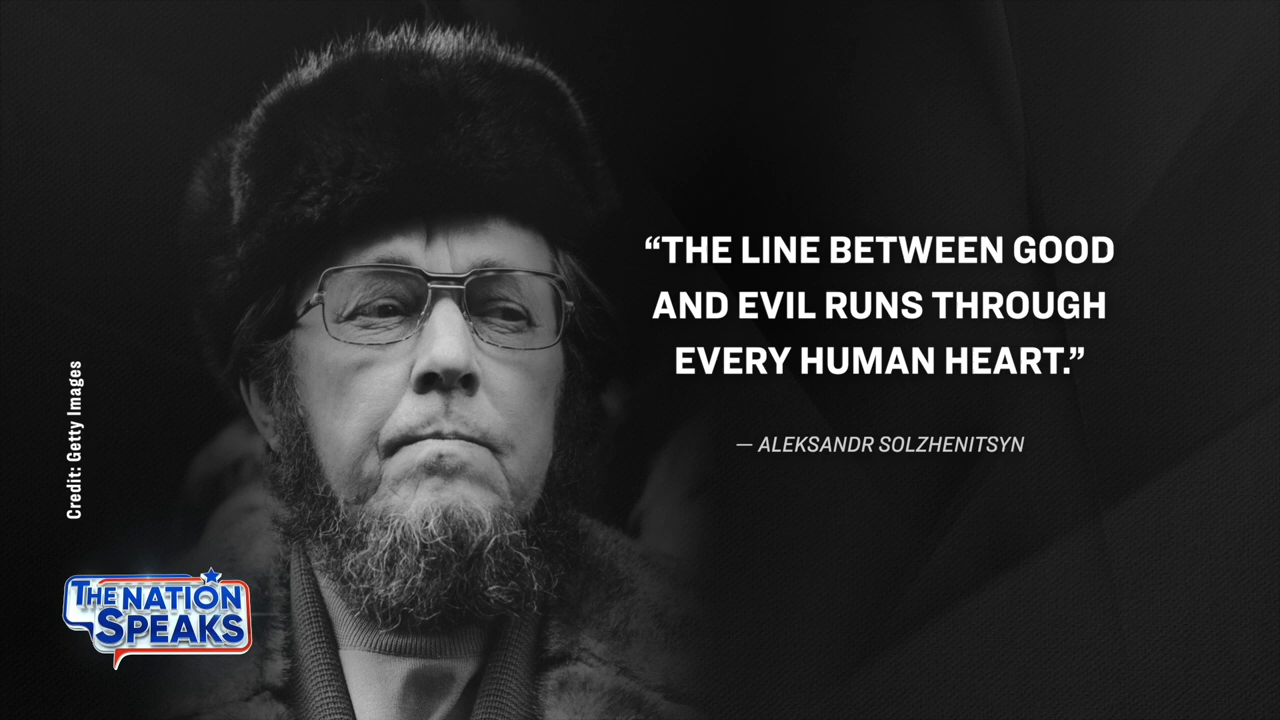 “THE LINE BETWEEN GOOD
AND EVIL RUNS THROUGH
EVERY HUMAN HEART.”
— ALEKSANDR SOLZHENITSYN
Credit: Getty Images
THE NATION
SPEAKS